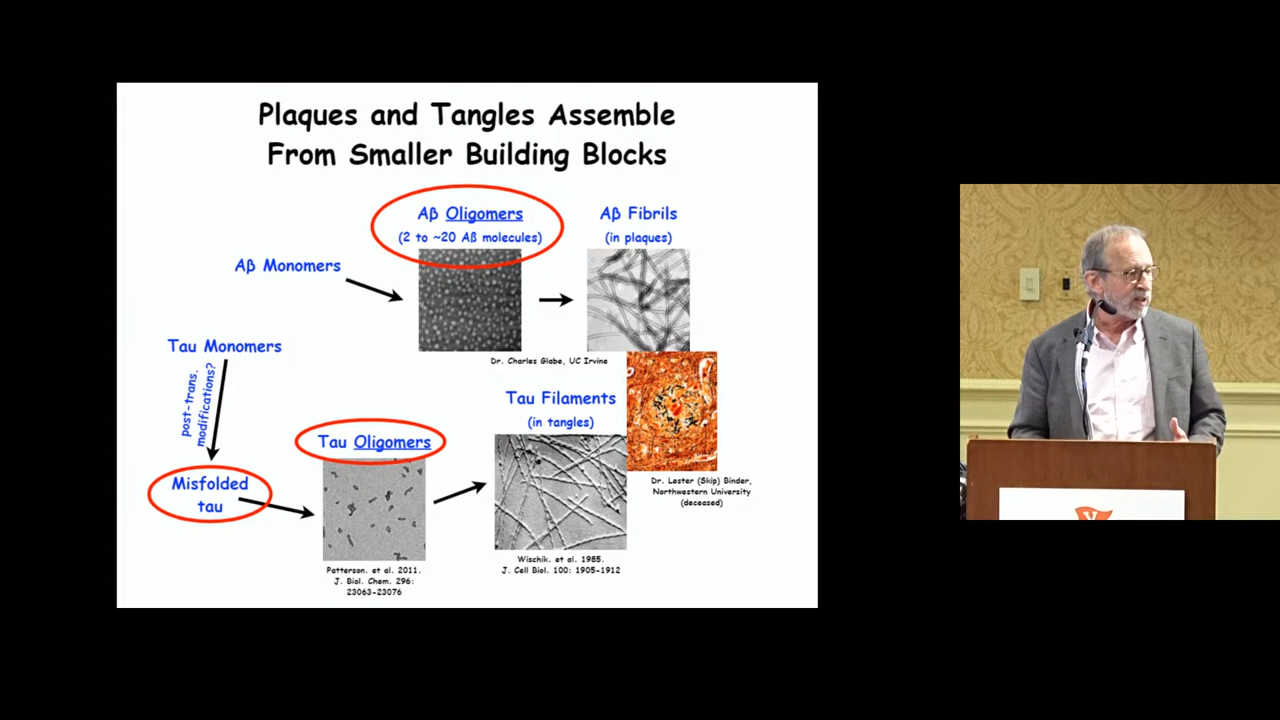 Plaques and Tangles Assemble
From Smaller Building Blocks
Aβ Oligomers
(2 to ~20 Aß molecules)
Aβ Fibrils
(in plaques)
Aβ Monomers
Dr. Charles Glabe, UC Irvine
Tau Monomers
post-trans.
modifications?
Tau Filaments
(in tangles)
Tau Oligomers
Misfolded
tau
Dr. Lester (Skip) Binder,
Northwestern University
(deceased)
Wischik. et al. 1985.
J. Cell Biol. 100: 1905-1912
Patterson. et al 2011.
J. Biol. Chem. 296:
23063-23076